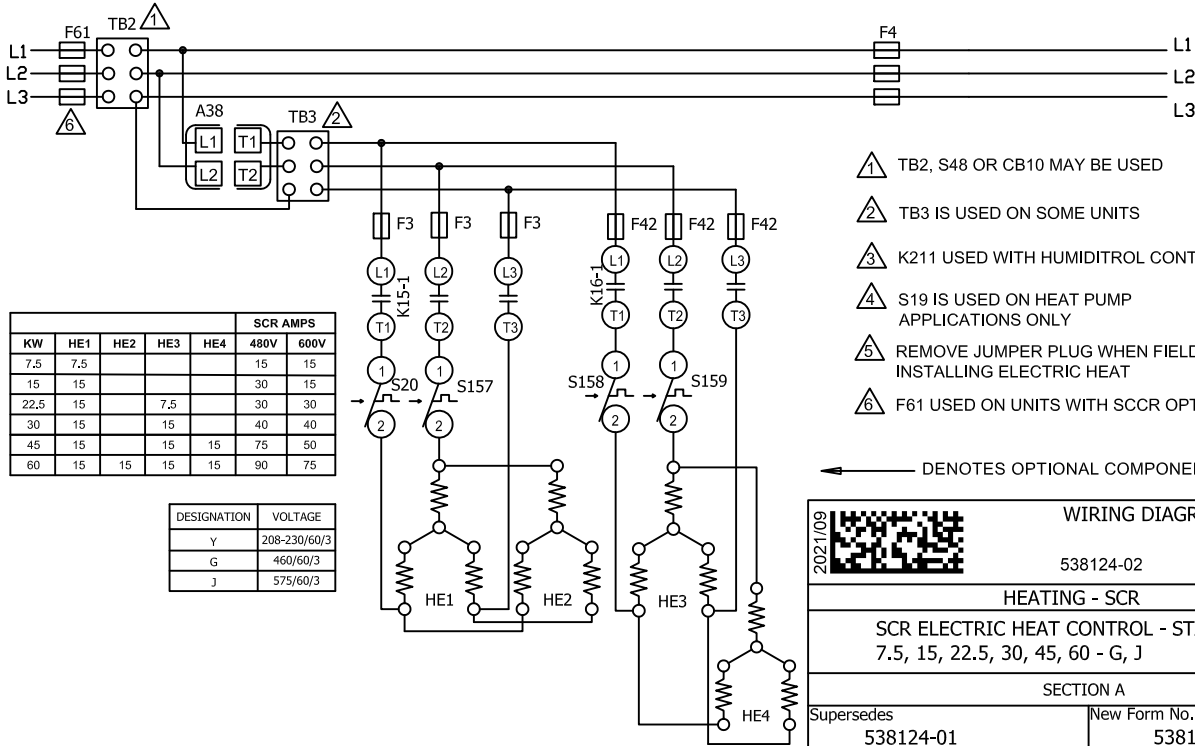 F61 TB2 1
F4
L1 L1
L2 L2
L3 L3
6
A38 TB3 2
L1 T1
L2 T2
1 TB2, S48 OR CB10 MAY BE USED
2 TB3 IS USED ON SOME UNITS
3 K211 USED WITH HUMIDITROL CONT
4 S19 IS USED ON HEAT PUMP
APPLICATIONS ONLY
5 REMOVE JUMPER PLUG WHEN FIELD
INSTALLING ELECTRIC HEAT
6 F61 USED ON UNITS WITH SCCR OPT
DENOTES OPTIONAL COMPONE
F3 F3 F3 F42 F42 F42
L1 L2 L3 L1 L2 L3
K15-1 K16-1
T1 T2 T3 T1 T2 T3
1 1 1 1
S20 S157 S158 S159
2 2 2 2
HE1 HE2 HE3
HE4
SCR AMPS
KW HE1 HE2 HE3 HE4 480V 600V
7.5 7.5 15 15
15 15 30 15
22.5 15 7.5 30 30
30 15 15 40 40
45 15 15 15 75 50
60 15 15 15 15 90 75
DESIGNATION VOLTAGE
Y 208-230/60/3
G 460/60/3
J 575/60/3
2021/09
WIRING DIAGR
538124-02
HEATING - SCR
SCR ELECTRIC HEAT CONTROL - ST
7.5, 15, 22.5, 30, 45, 60 - G, J
SECTION A
Supersedes New Form No.
538124-01 5381